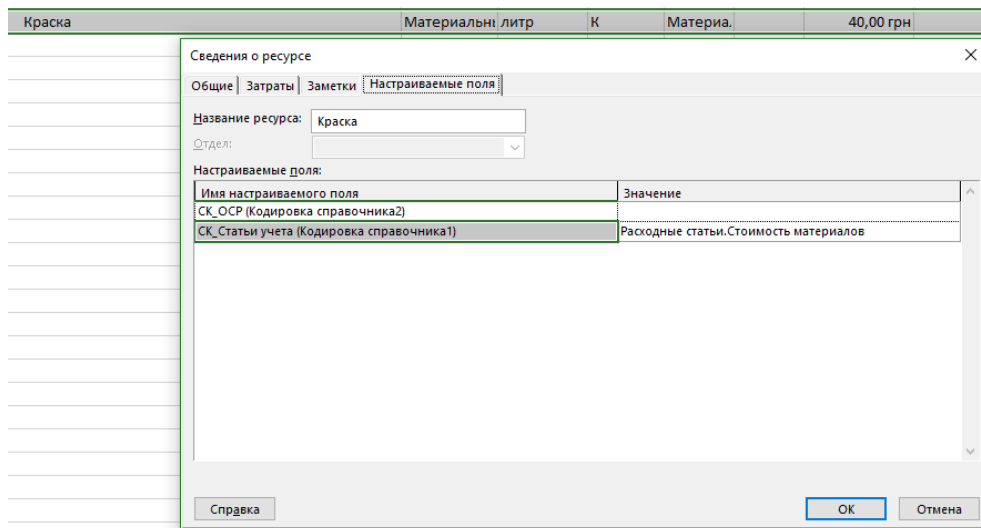 Краска Материальны литр К Материа. 40,00 грн
Сведения о ресурсе
Общие Затраты Заметки Настраиваемые поля
Название ресурса: Краска
Отдел:
Настраиваемые поля:
Имя настраиваемого поля Значение
СК_ОСР (Кодировка справочника2)
СК_Статьи учета (Кодировка справочника1) Расходные статьи.Стоимость материалов
Справка ОК Отмена